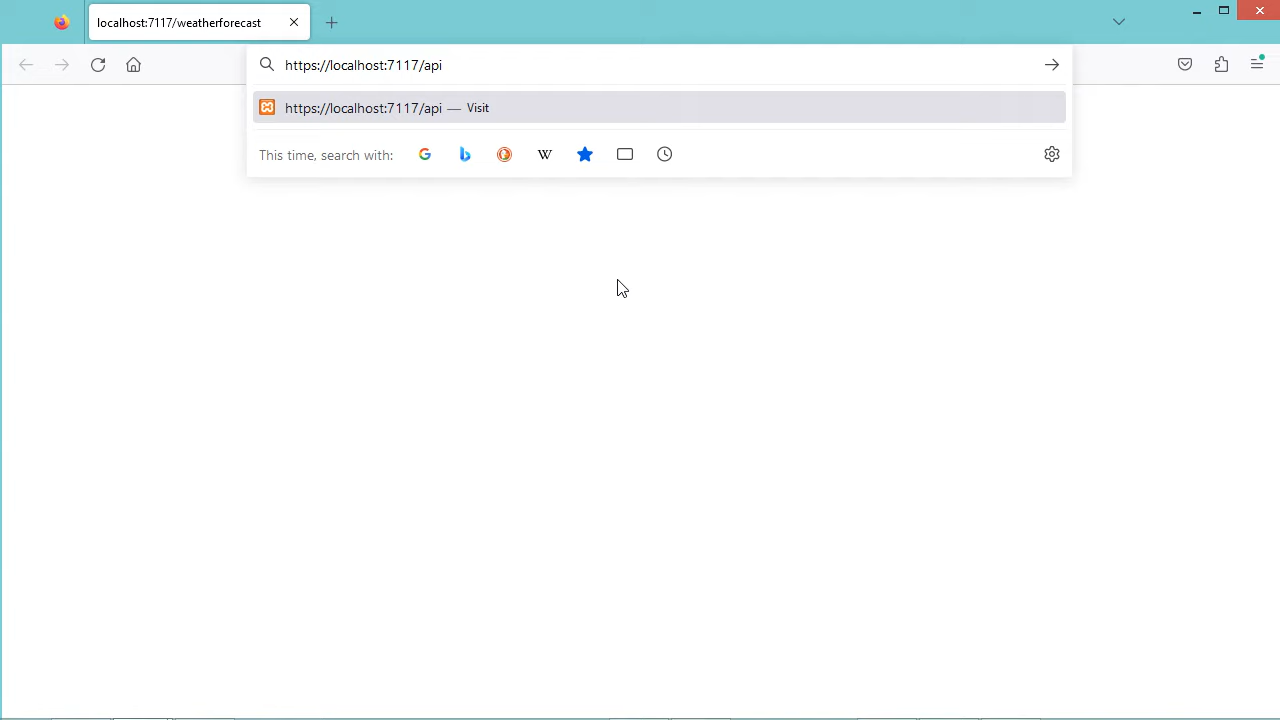 localhost:7117/weatherforecast
https://localhost:7117/api
https://localhost:7117/api — Visit
This time, search with: